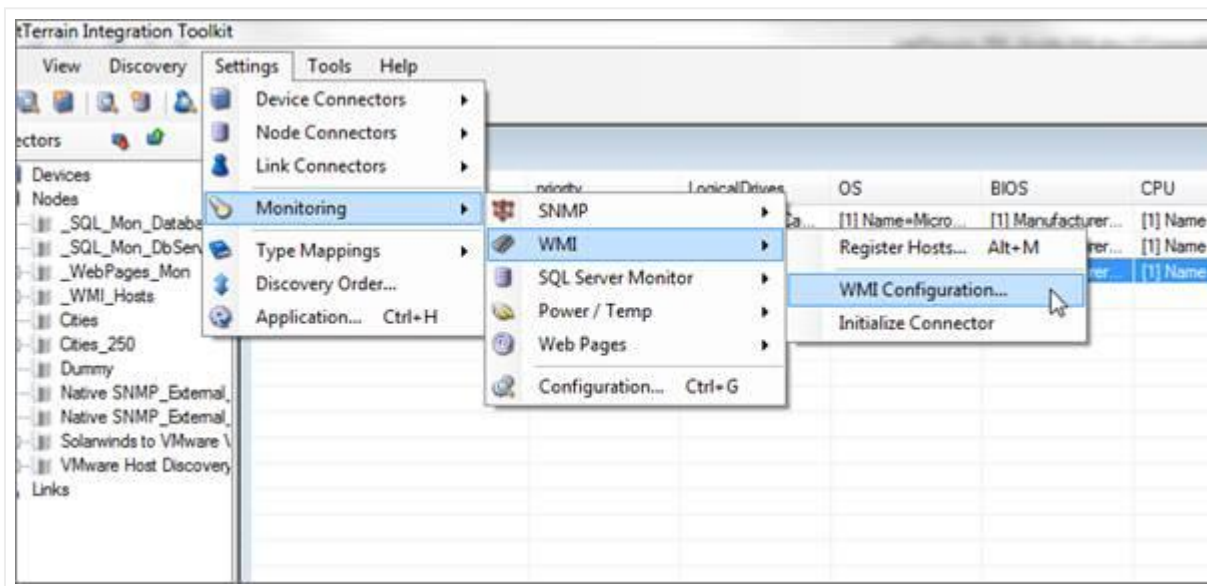 tTerrain Integration Toolkit
View Discovery Settings Tools Help
ectors
Devices
Nodes
_SQL_Mon_Databa
_SQL_Mon_DbServ
_WebPages_Mon
_WMI_Hosts
Cities
Cities_250
Dummy
Native SNMP_External_
Native SNMP_External_
Solarwinds to VMware V
VMware Host Discovery
Links
Device Connectors
Node Connectors
Link Connectors
Monitoring
Type Mappings
Discovery Order...
Application... Ctrl+H
SNMP
WMI
SQL Server Monitor
Power / Temp
Web Pages
Configuration... Ctrl+G
Register Hosts... Alt+M
WMI Configuration...
Initialize Connector
priority LogicalDrives OS BIOS CPU
Ca... [1] Name=Micro... [1] Manufacturer... [1] Name
rer... [1] Name
rer... [1] Name